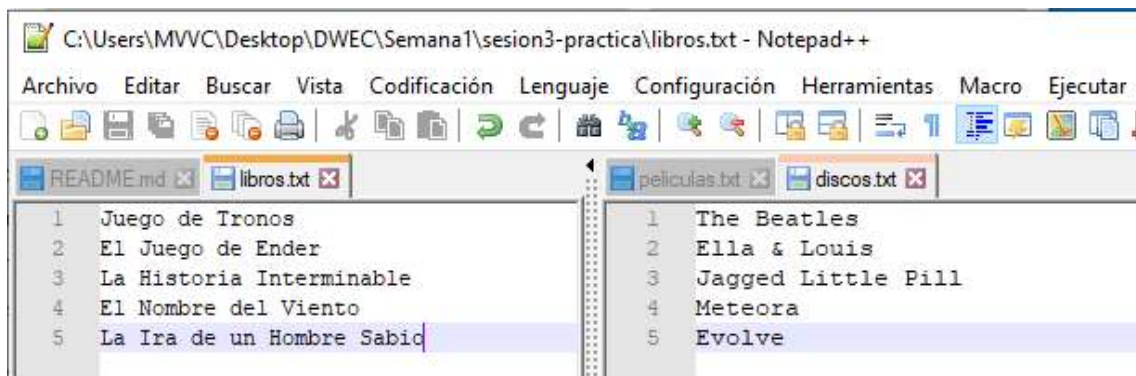 C:\Users\MVVC\Desktop\DWEC\Semana1\sesion3-practica\libros.txt - Notepad++
Archivo Editar Buscar Vista Codificación Lenguaje Configuración Herramientas Macro Ejecutar
README.md libros.txt
1 Juego de Tronos
2 El Juego de Ender
3 La Historia Interminable
4 El Nombre del Viento
5 La Ira de un Hombre Sabio
peliculas.txt discos.txt
1 The Beatles
2 Ella & Louis
3 Jagged Little Pill
4 Meteora
5 Evolve